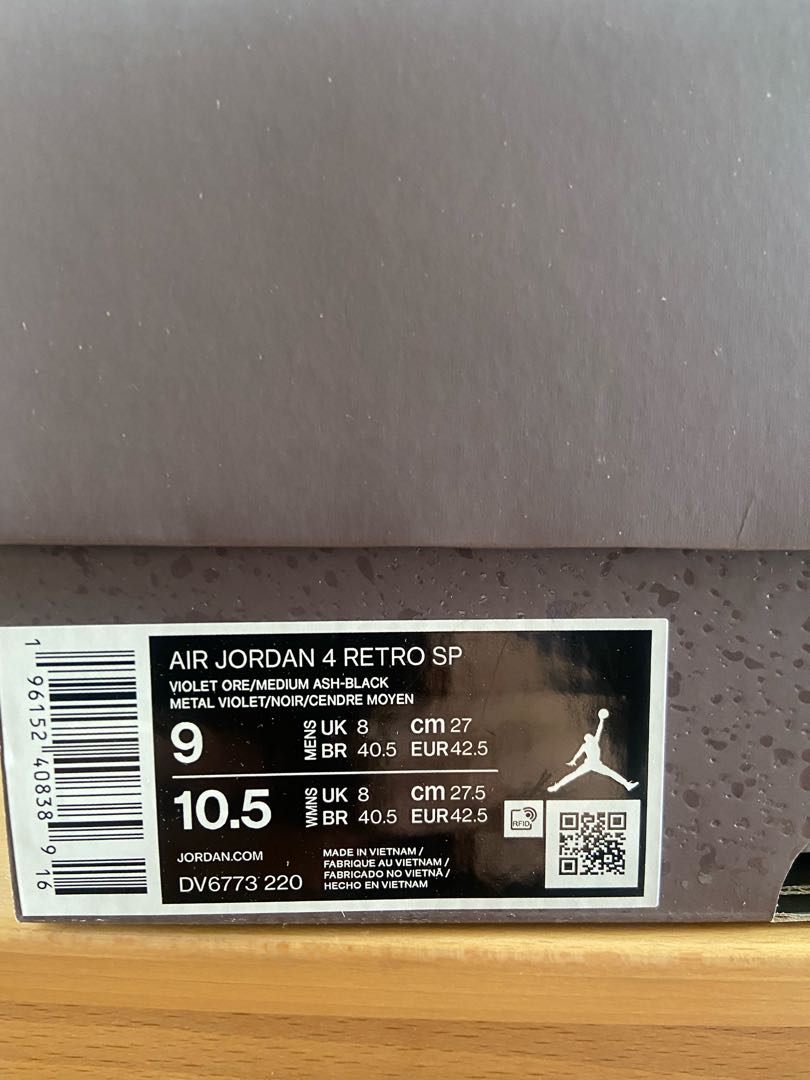 AIR JORDAN 4 RETRO SP
VIOLET ORE/MEDIUM ASH-BLACK
METAL VIOLET/NOIR/CENDRE MOYEN
9 MENS UK 8 cm 27
BR 40.5 EUR 42.5
10.5 WMNS UK 8 cm 27.5
BR 40.5 EUR 42.5
RFID
JORDAN.COM
DV6773 220
MADE IN VIETNAM /
FABRIQUE AU VIETNAM /
FABRICADO NO VIETNÃ /
HECHO EN VIETNAM
1 96152 40838 9 16